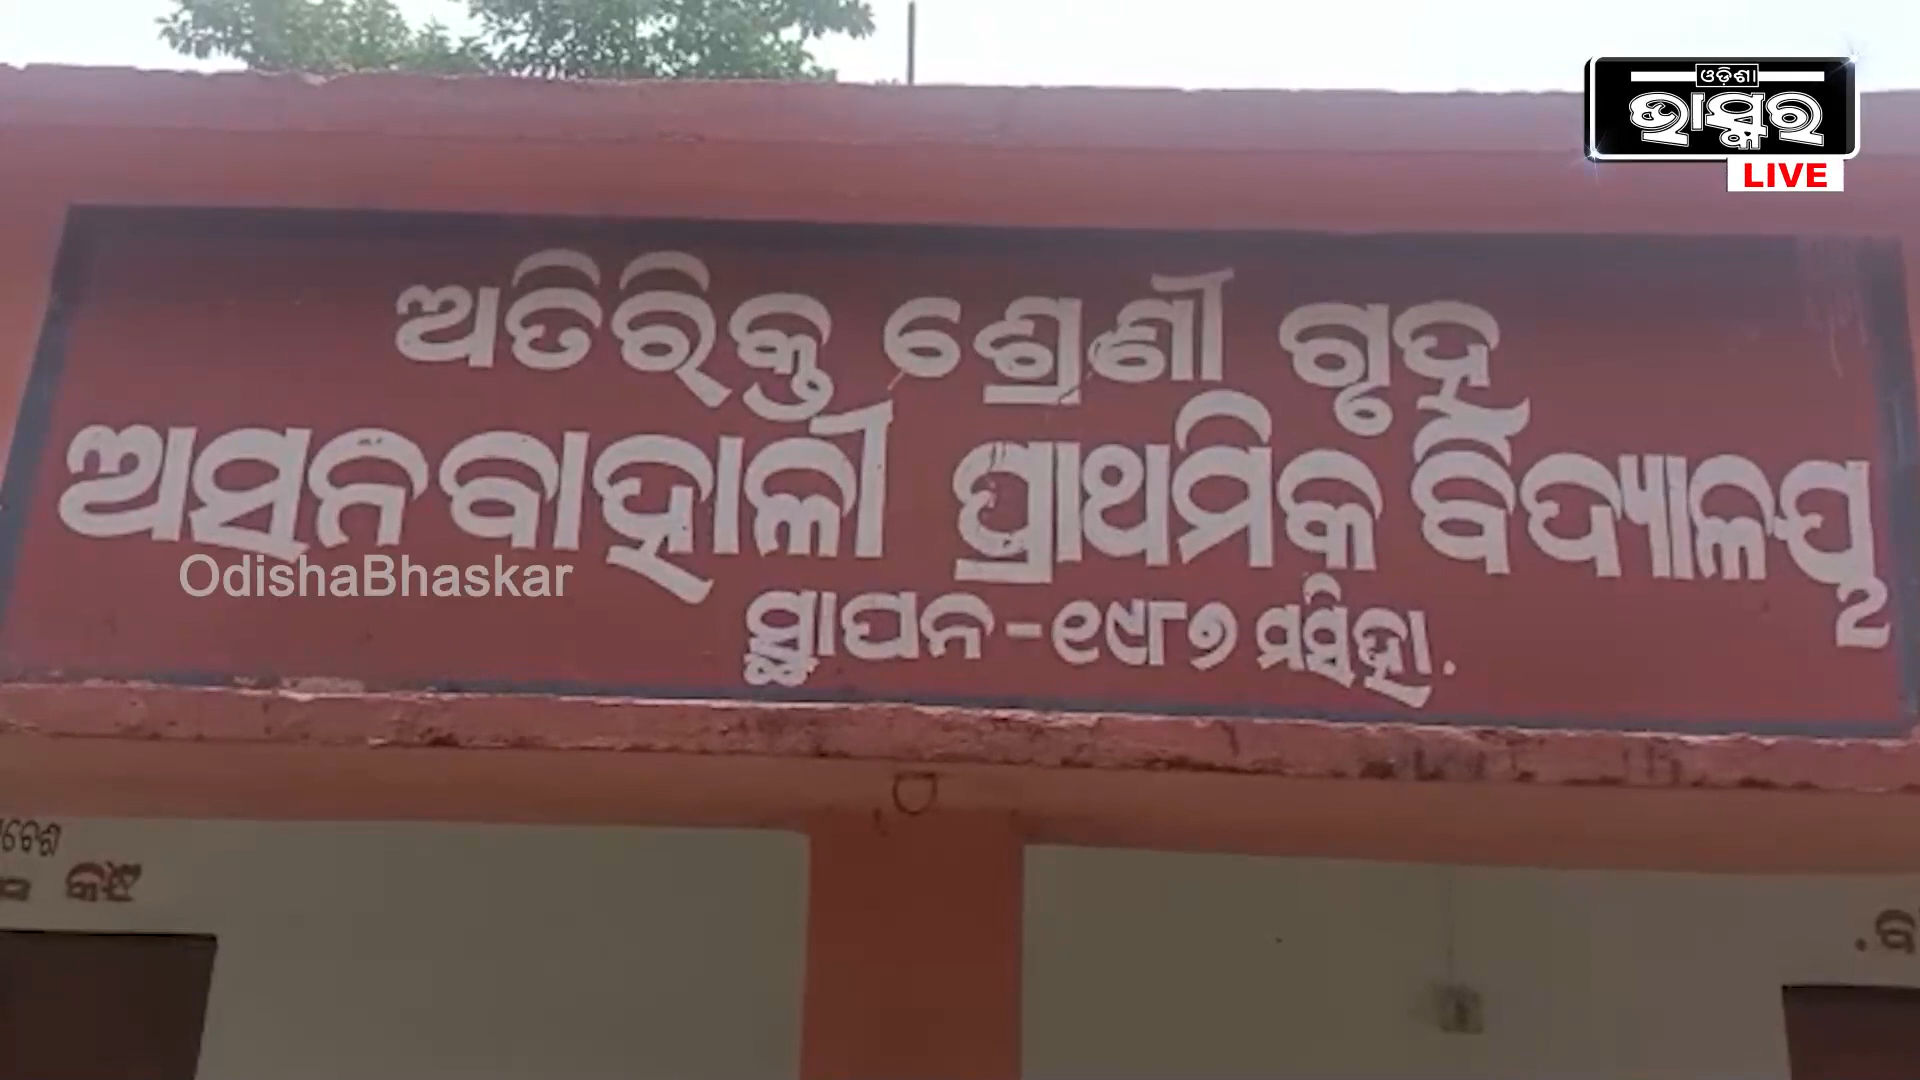 ଓଡ଼ିଶା
ଭାସ୍କର
LIVE
ଅତିରିକ୍ତ ଶ୍ରେଣୀ ଗୃହ
ଅସନବାହାଳୀ ପ୍ରାଥମିକ ବିଦ୍ୟାଳୟ
OdishaBhaskar
ସ୍ଥାପନ-୧୯୮୭ ମସିହା.